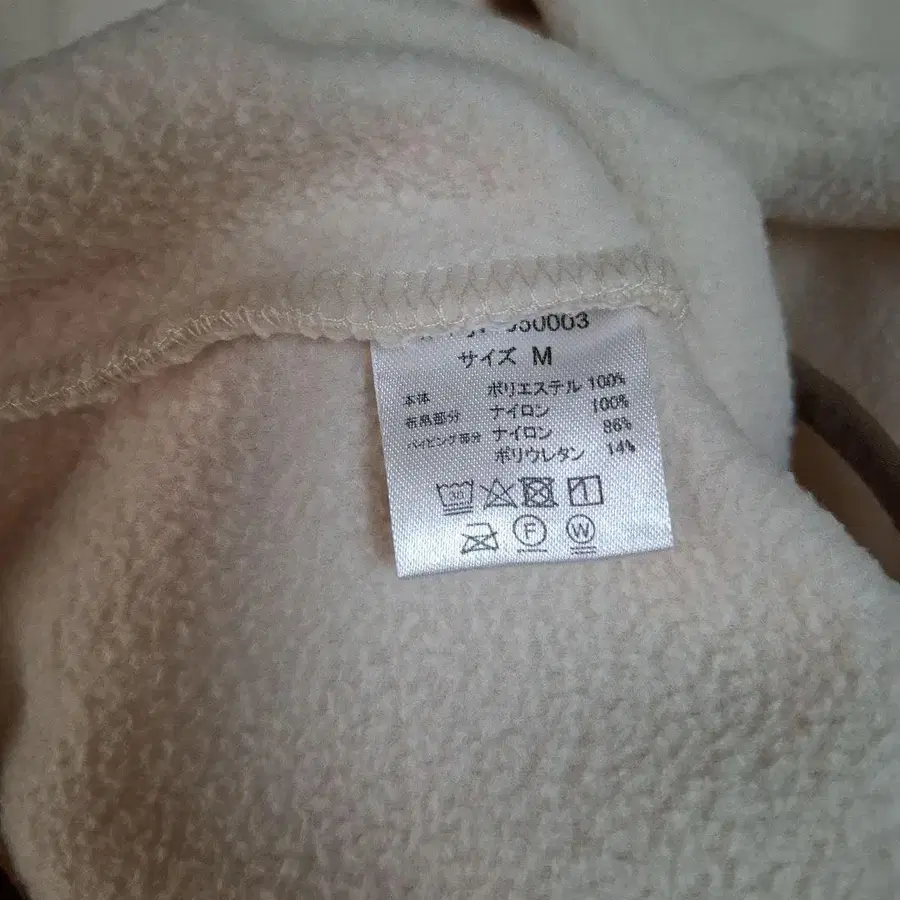 50003
サイズ M
本体 ポリエステル 100%
布帛部分 ナイロン 100%
パイピング部分 ナイロン 86%
ポリウレタン 14%
30
F W